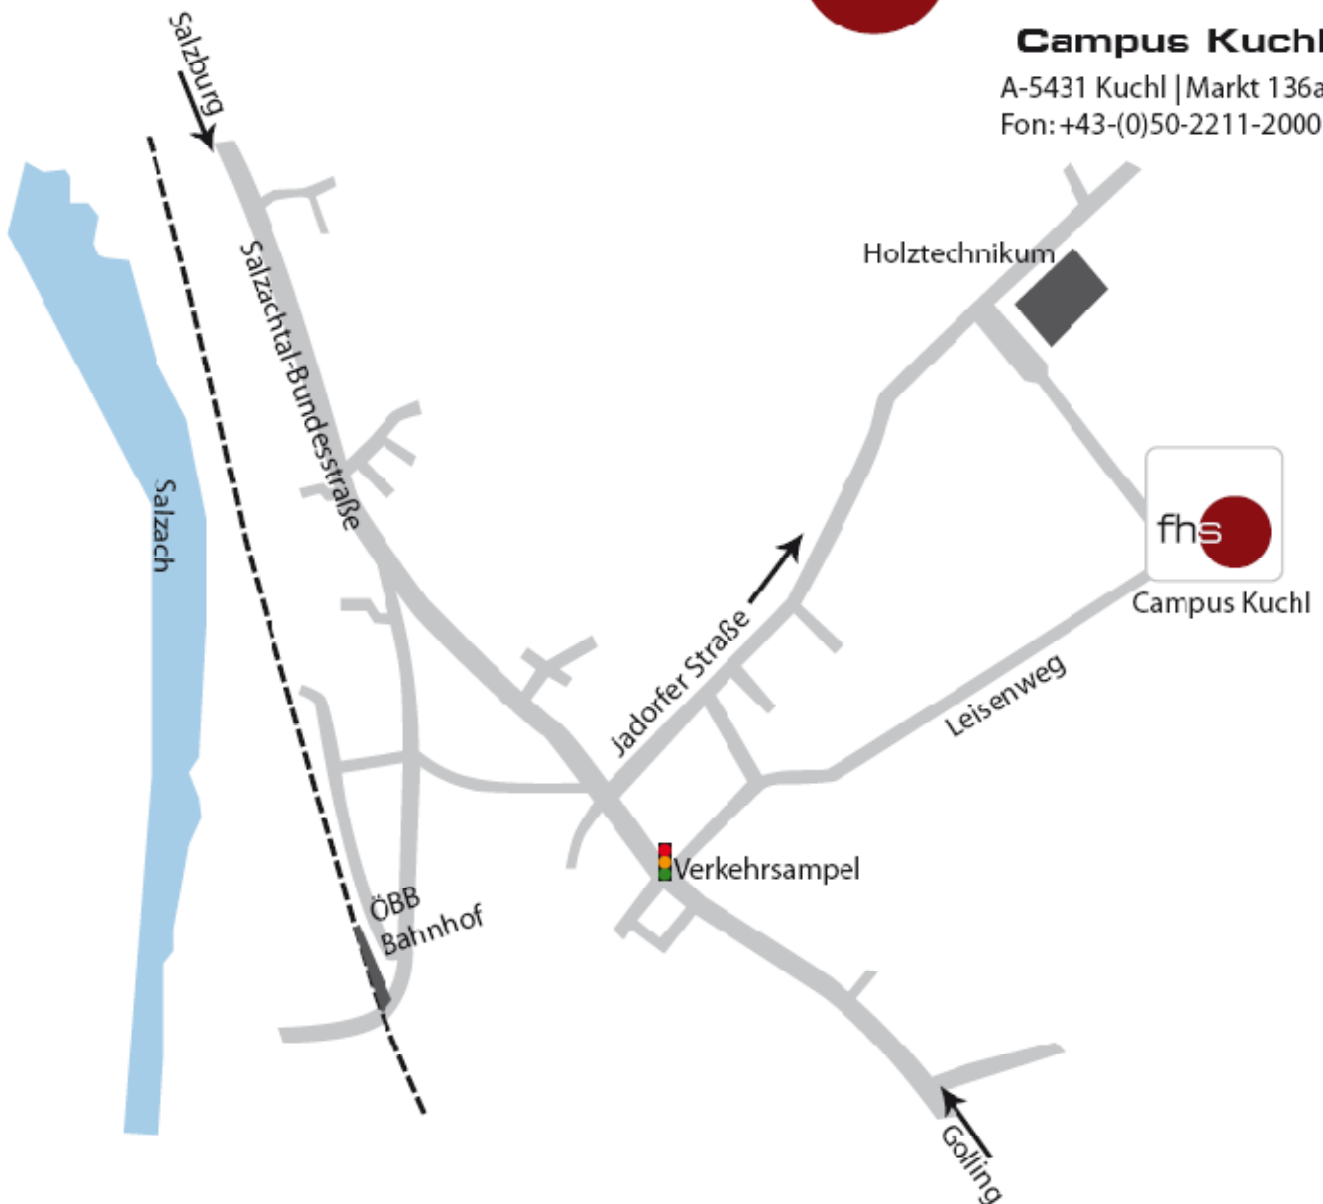 Campus Kuchl
A-5431 Kuchl | Markt 136a
Fon: +43-(0)50-2211-2000
Salzburg
Salzachtal-Bundesstraße
Holztechnikum
Salzach
fhs
Campus Kuchl
Jadorfer Straße
Leisenweg
Verkehrsampel
ÖBB
Bahnhof
Golling